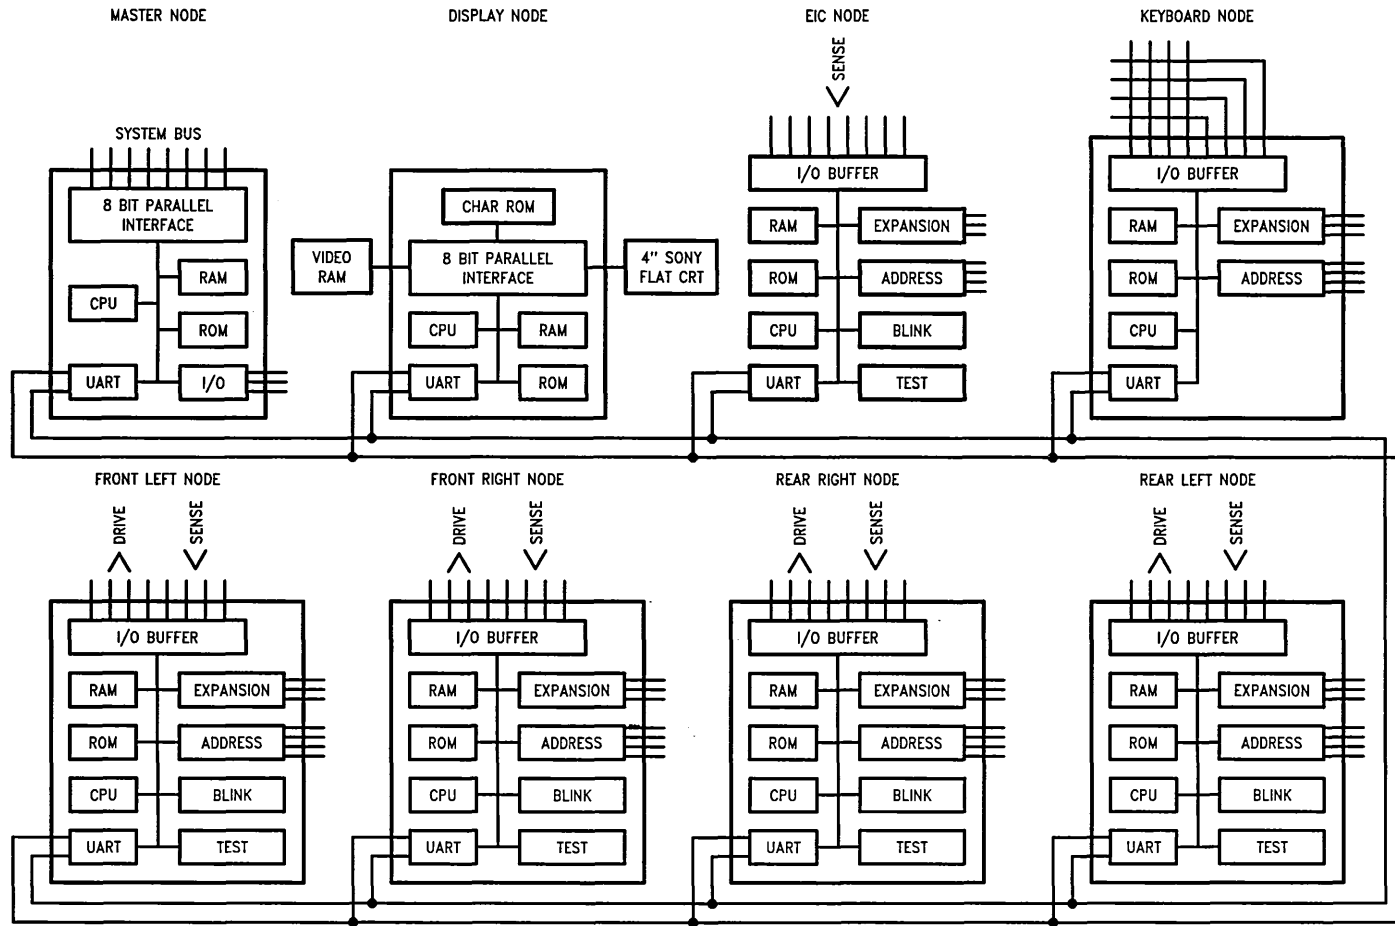 MASTER NODE
DISPLAY NODE
EIC NODE
KEYBOARD NODE
SENSE
SYSTEM BUS
8 BIT PARALLEL
INTERFACE
RAM
CPU
ROM
UART
I/O
CHAR ROM
VIDEO
RAM
8 BIT PARALLEL
INTERFACE
4" SONY
FLAT CRT
CPU
RAM
UART
ROM
I/O BUFFER
RAM
EXPANSION
ROM
ADDRESS
CPU
BLINK
UART
TEST
I/O BUFFER
RAM
EXPANSION
ROM
ADDRESS
CPU
UART
FRONT LEFT NODE
DRIVE
SENSE
I/O BUFFER
RAM
EXPANSION
ROM
ADDRESS
CPU
BLINK
UART
TEST
FRONT RIGHT NODE
DRIVE
SENSE
I/O BUFFER
RAM
EXPANSION
ROM
ADDRESS
CPU
BLINK
UART
TEST
REAR RIGHT NODE
DRIVE
SENSE
I/O BUFFER
RAM
EXPANSION
ROM
ADDRESS
CPU
BLINK
UART
TEST
REAR LEFT NODE
DRIVE
SENSE
I/O BUFFER
RAM
EXPANSION
ROM
ADDRESS
CPU
BLINK
UART
TEST